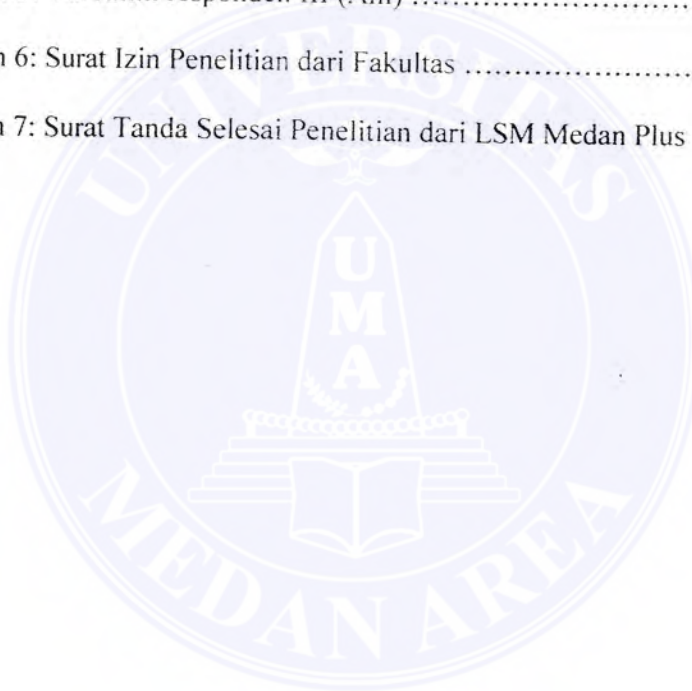 n 6: Surat Izin Penelitian dari Fakultas ...........................
n 7: Surat Tanda Selesai Penelitian dari LSM Medan Plus
UNIVERSITAS
UMA
MEDAN AREA